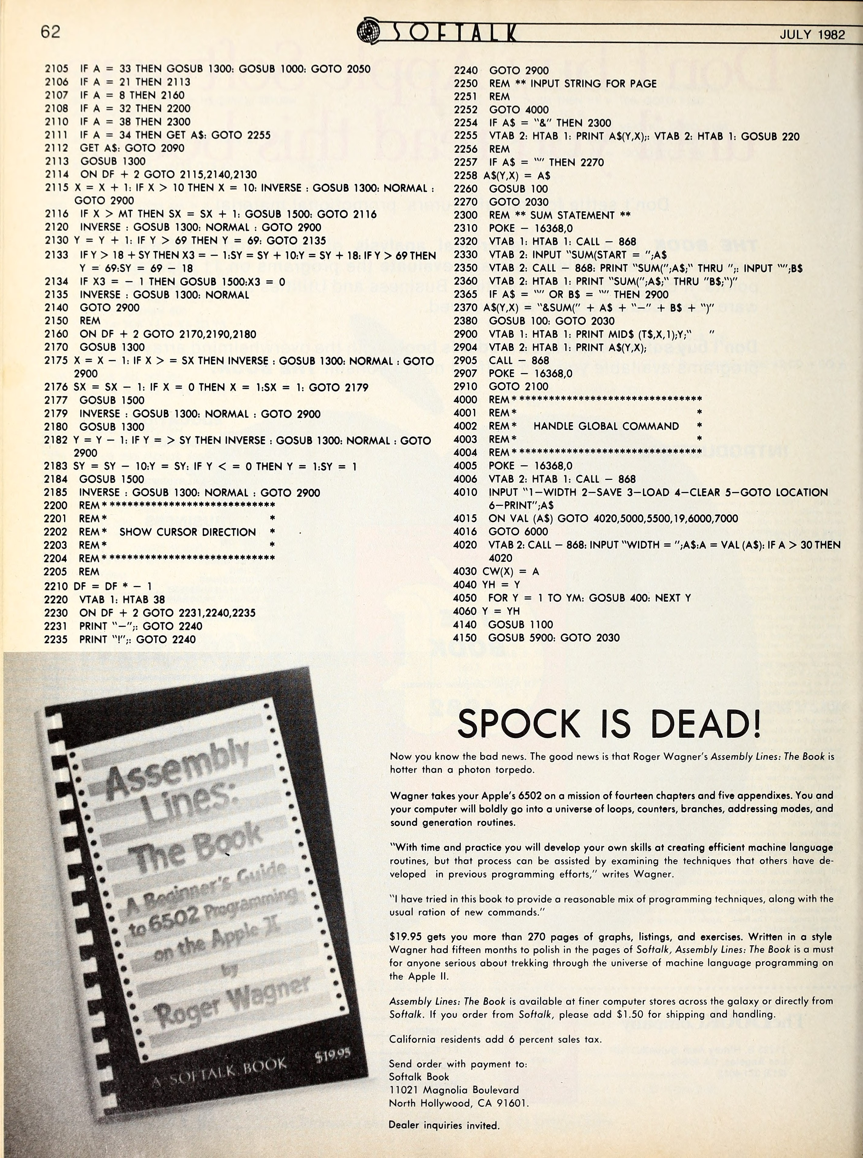 62
SOFTALK
JULY 1982
2105 IF A = 33 THEN GOSUB 1300: GOSUB 1000: GOTO 2050
2106 IF A = 21 THEN 2113
2107 IF A = 8 THEN 2160
2108 IF A = 32 THEN 2200
2110 IF A = 38 THEN 2300
2111 IF A = 34 THEN GET A$: GOTO 2255
2112 GET A$: GOTO 2090
2113 GOSUB 1300
2114 ON DF + 2 GOTO 2115,2140,2130
2115 X = X + 1: IF X > 10 THEN X = 10: INVERSE : GOSUB 1300: NORMAL :
GOTO 2900
2116 IF X > MT THEN SX = SX + 1: GOSUB 1500: GOTO 2116
2120 INVERSE : GOSUB 1300: NORMAL : GOTO 2900
2130 Y = Y + 1: IF Y > 69 THEN Y = 69: GOTO 2135
2133 IF Y > 18 + SY THEN X3 = − 1:SY = SY + 10:Y = SY + 18: IF Y > 69 THEN
Y = 69:SY = 69 − 18
2134 IF X3 = − 1 THEN GOSUB 1500:X3 = 0
2135 INVERSE : GOSUB 1300: NORMAL
2140 GOTO 2900
2150 REM
2160 ON DF + 2 GOTO 2170,2190,2180
2170 GOSUB 1300
2175 X = X − 1: IF X > = SX THEN INVERSE : GOSUB 1300: NORMAL : GOTO
2900
2176 SX = SX − 1: IF X = 0 THEN X = 1:SX = 1: GOTO 2179
2177 GOSUB 1500
2179 INVERSE : GOSUB 1300: NORMAL : GOTO 2900
2180 GOSUB 1300
2182 Y = Y − 1: IF Y = > SY THEN INVERSE : GOSUB 1300: NORMAL : GOTO
2900
2183 SY = SY − 10:Y = SY: IF Y < = 0 THEN Y = 1:SY = 1
2184 GOSUB 1500
2185 INVERSE : GOSUB 1300: NORMAL : GOTO 2900
2200 REM*****************************
2201 REM* *
2202 REM* SHOW CURSOR DIRECTION *
2203 REM* *
2204 REM*****************************
2205 REM
2210 DF = DF * − 1
2220 VTAB 1: HTAB 38
2230 ON DF + 2 GOTO 2231,2240,2235
2231 PRINT "−";: GOTO 2240
2235 PRINT "!";: GOTO 2240
2240 GOTO 2900
2250 REM ** INPUT STRING FOR PAGE
2251 REM
2252 GOTO 4000
2254 IF A$ = "&" THEN 2300
2255 VTAB 2: HTAB 1: PRINT A$(Y,X);: VTAB 2: HTAB 1: GOSUB 220
2256 REM
2257 IF A$ = "" THEN 2270
2258 A$(Y,X) = A$
2260 GOSUB 100
2270 GOTO 2030
2300 REM ** SUM STATEMENT **
2310 POKE − 16368,0
2320 VTAB 1: HTAB 1: CALL − 868
2330 VTAB 2: INPUT "SUM(START = ";A$
2350 VTAB 2: CALL − 868: PRINT "SUM(";A$;" THRU ";: INPUT "";B$
2360 VTAB 2: HTAB 1: PRINT "SUM(";A$;" THRU "B$;")"
2365 IF A$ = "" OR B$ = "" THEN 2900
2370 A$(Y,X) = "&SUM(" + A$ + "−" + B$ + ")"
2380 GOSUB 100: GOTO 2030
2900 VTAB 1: HTAB 1: PRINT MID$ (T$,X,1);Y;" "
2904 VTAB 2: HTAB 1: PRINT A$(Y,X);
2905 CALL − 868
2907 POKE − 16368,0
2910 GOTO 2100
4000 REM*******************************
4001 REM* *
4002 REM* HANDLE GLOBAL COMMAND *
4003 REM* *
4004 REM*******************************
4005 POKE − 16368,0
4006 VTAB 2: HTAB 1: CALL − 868
4010 INPUT "1−WIDTH 2−SAVE 3−LOAD 4−CLEAR 5−GOTO LOCATION
6−PRINT";A$
4015 ON VAL (A$) GOTO 4020,5000,5500,19,6000,7000
4016 GOTO 6000
4020 VTAB 2: CALL − 868: INPUT "WIDTH = ";A$:A = VAL (A$): IF A > 30 THEN
4020
4030 CW(X) = A
4040 YH = Y
4050 FOR Y = 1 TO YM: GOSUB 400: NEXT Y
4060 Y = YH
4140 GOSUB 1100
4150 GOSUB 5900: GOTO 2030
Assembly
Lines:
The Book
A Beginner's Guide
to 6502 Programming
on the Apple II
by
Roger Wagner
SOFTALK BOOK
$19.95
SPOCK IS DEAD!
Now you know the bad news. The good news is that Roger Wagner's Assembly Lines: The Book is
hotter than a photon torpedo.
Wagner takes your Apple's 6502 on a mission of fourteen chapters and five appendixes. You and
your computer will boldly go into a universe of loops, counters, branches, addressing modes, and
sound generation routines.
"With time and practice you will develop your own skills at creating efficient machine language
routines, but that process can be assisted by examining the techniques that others have de-
veloped in previous programming efforts," writes Wagner.
"I have tried in this book to provide a reasonable mix of programming techniques, along with the
usual ration of new commands."
$19.95 gets you more than 270 pages of graphs, listings, and exercises. Written in a style
Wagner had fifteen months to polish in the pages of Softalk, Assembly Lines: The Book is a must
for anyone serious about trekking through the universe of machine language programming on
the Apple II.
Assembly Lines: The Book is available at finer computer stores across the galaxy or directly from
Softalk. If you order from Softalk, please add $1.50 for shipping and handling.
California residents add 6 percent sales tax.
Send order with payment to:
Softalk Book
11021 Magnolia Boulevard
North Hollywood, CA 91601.
Dealer inquiries invited.